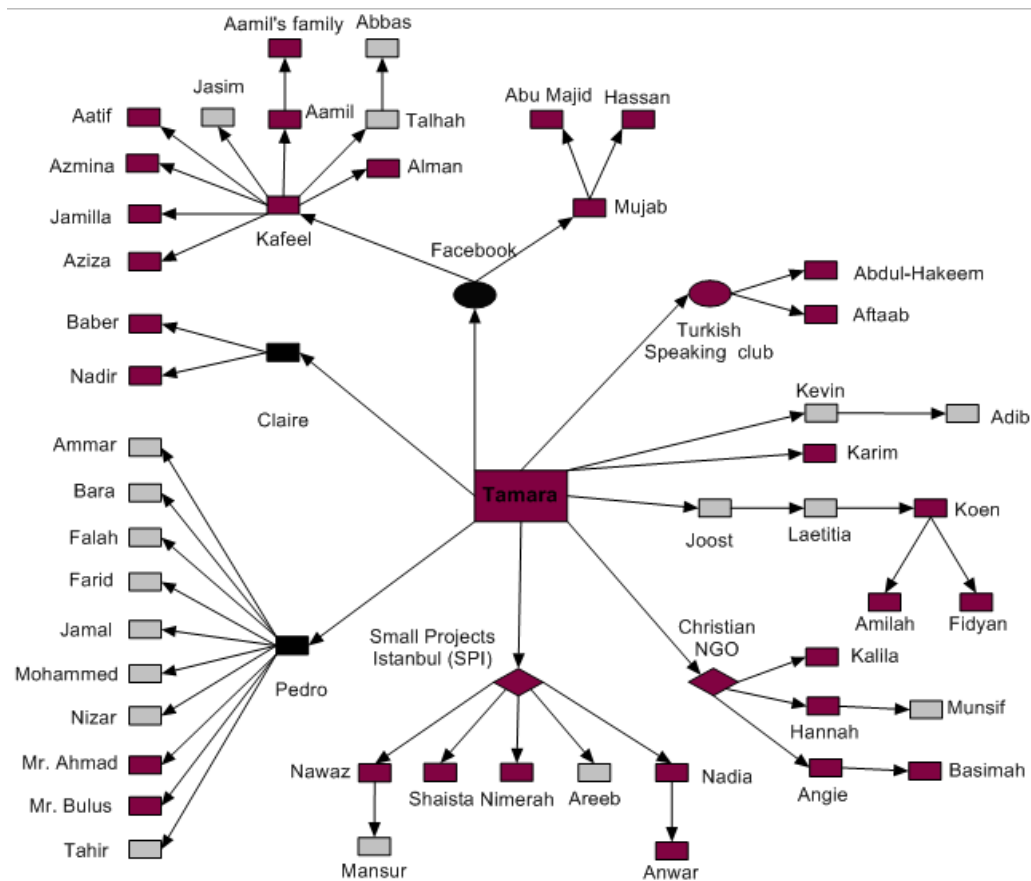 Aamil's family
Abbas
Jasim
Aatif
Aamil
Talhah
Abu Majid
Hassan
Azmina
Alman
Jamilla
Kafeel
Mujab
Aziza
Facebook
Abdul-Hakeem
Aftaab
Turkish
Speaking club
Baber
Nadir
Claire
Kevin
Adib
Karim
Ammar
Bara
Falah
Farid
Jamal
Mohammed
Nizar
Mr. Ahmad
Mr. Bulus
Tahir
Pedro
Tamara
Joost
Laetitia
Koen
Amilah
Fidyan
Small Projects
Istanbul (SPI)
Christian
NGO
Kalila
Hannah
Munsif
Angie
Basimah
Nawaz
Shaista
Nimerah
Areeb
Nadia
Mansur
Anwar